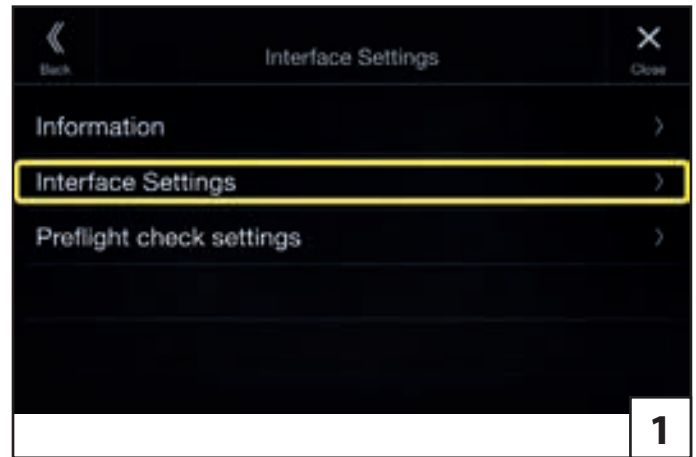 Interface Settings
Back
Close
Information
Interface Settings
Preflight check settings
1